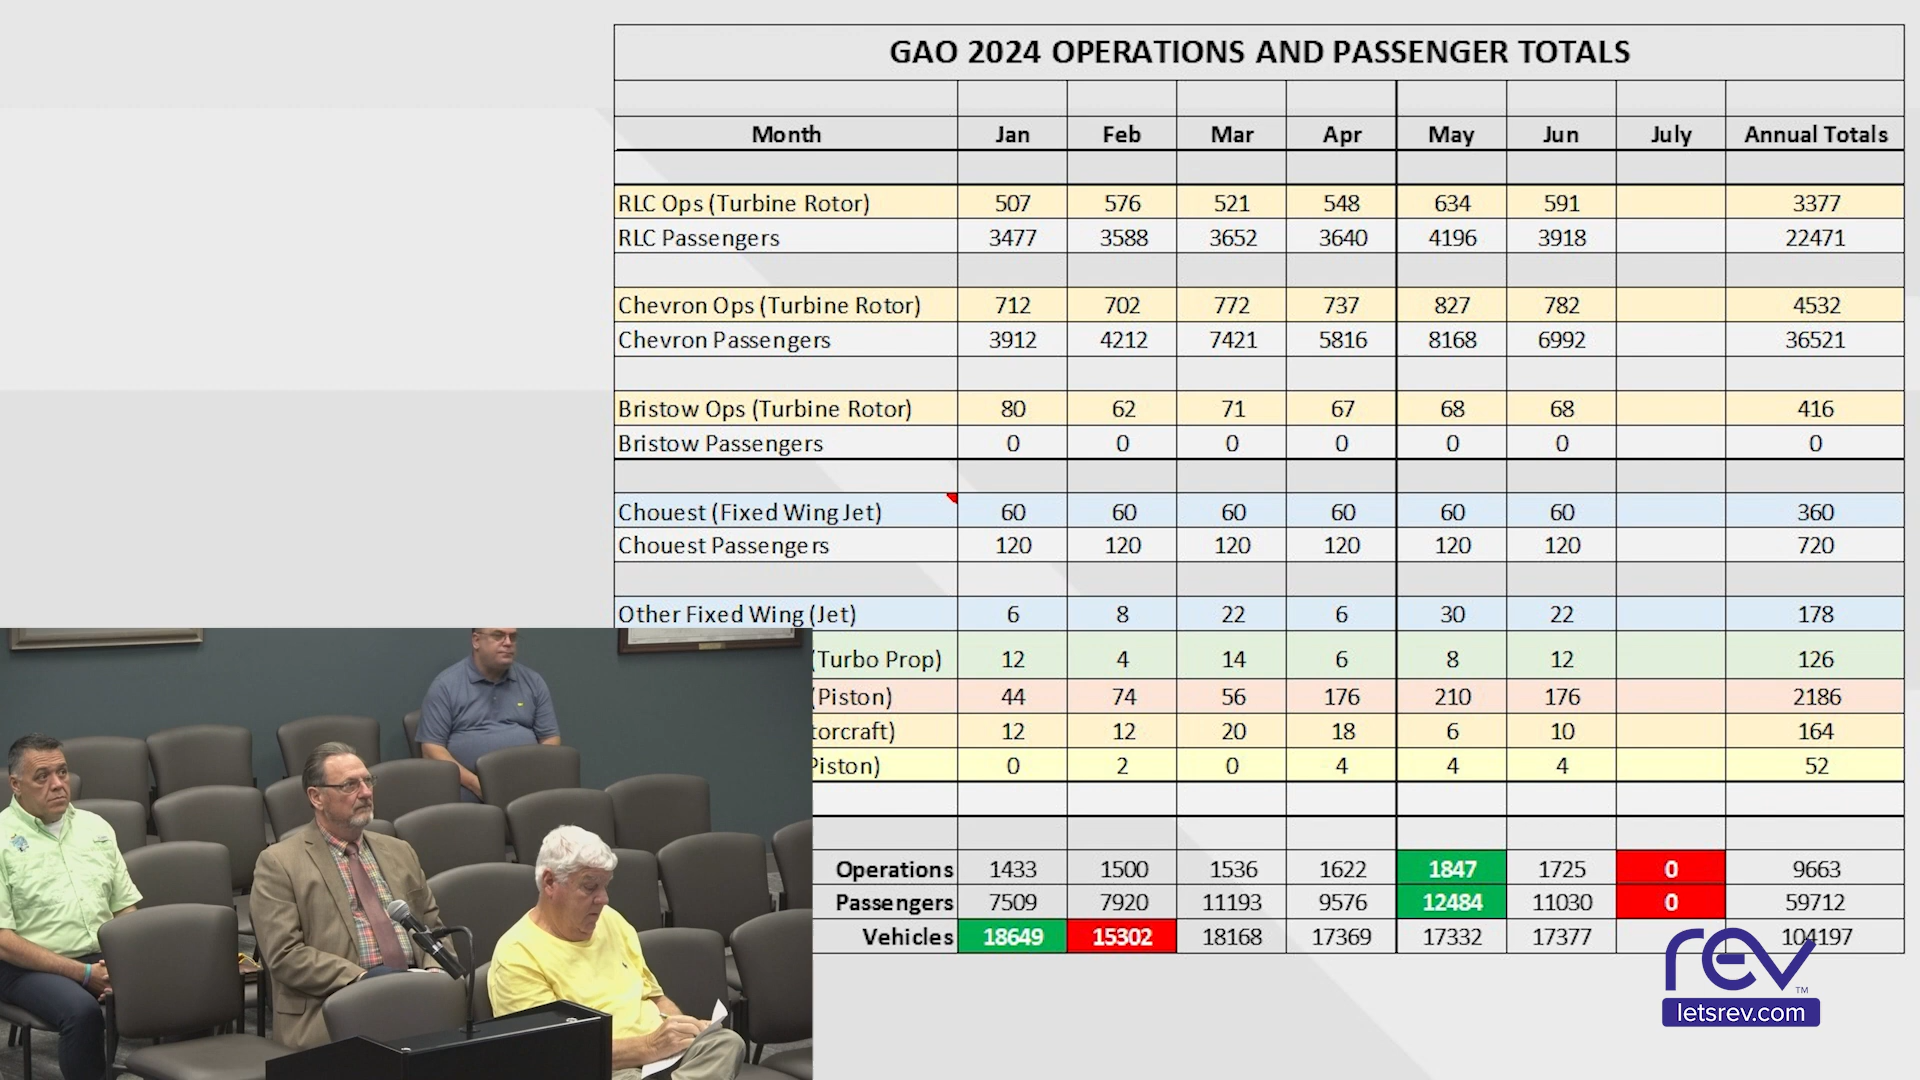 GAO 2024 OPERATIONS AND PASSENGER TOTALS
Month Jan Feb Mar Apr May Jun July Annual Totals
RLC Ops (Turbine Rotor) 507 576 521 548 634 591 3377
RLC Passengers 3477 3588 3652 3640 4196 3918 22471
Chevron Ops (Turbine Rotor) 712 702 772 737 827 782 4532
Chevron Passengers 3912 4212 7421 5816 8168 6992 36521
Bristow Ops (Turbine Rotor) 80 62 71 67 68 68 416
Bristow Passengers 0 0 0 0 0 0 0
Chouest (Fixed Wing Jet) 60 60 60 60 60 60 360
Chouest Passengers 120 120 120 120 120 120 720
Other Fixed Wing (Jet) 6 8 22 6 30 22 178
(Turbo Prop) 12 4 14 6 8 12 126
(Piston) 44 74 56 176 210 176 2186
torcraft) 12 12 20 18 6 10 164
Piston) 0 2 0 4 4 4 52
Operations 1433 1500 1536 1622 1847 1725 0 9663
Passengers 7509 7920 11193 9576 12484 11030 0 59712
Vehicles 18649 15302 18168 17369 17332 17377 104197
rev™
letsrev.com